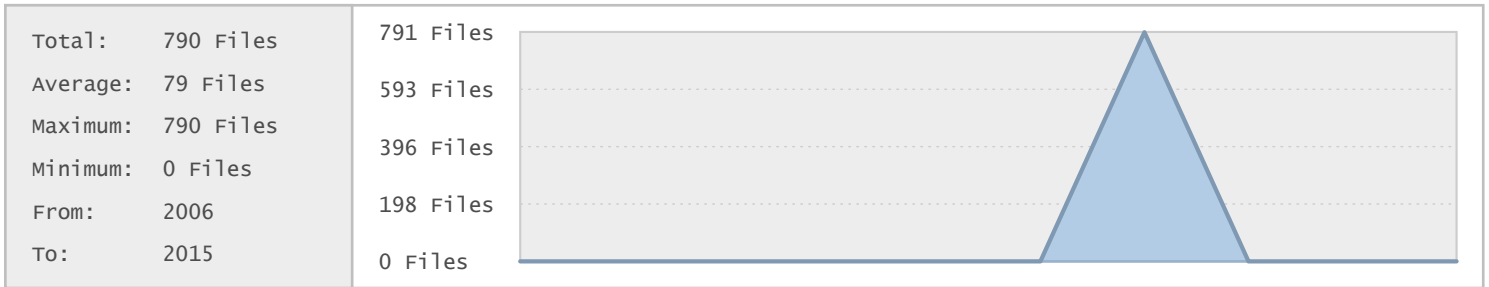 Total: 790 Files
Average: 79 Files
Maximum: 790 Files
Minimum: 0 Files
From: 2006
To: 2015
791 Files
593 Files
396 Files
198 Files
0 Files